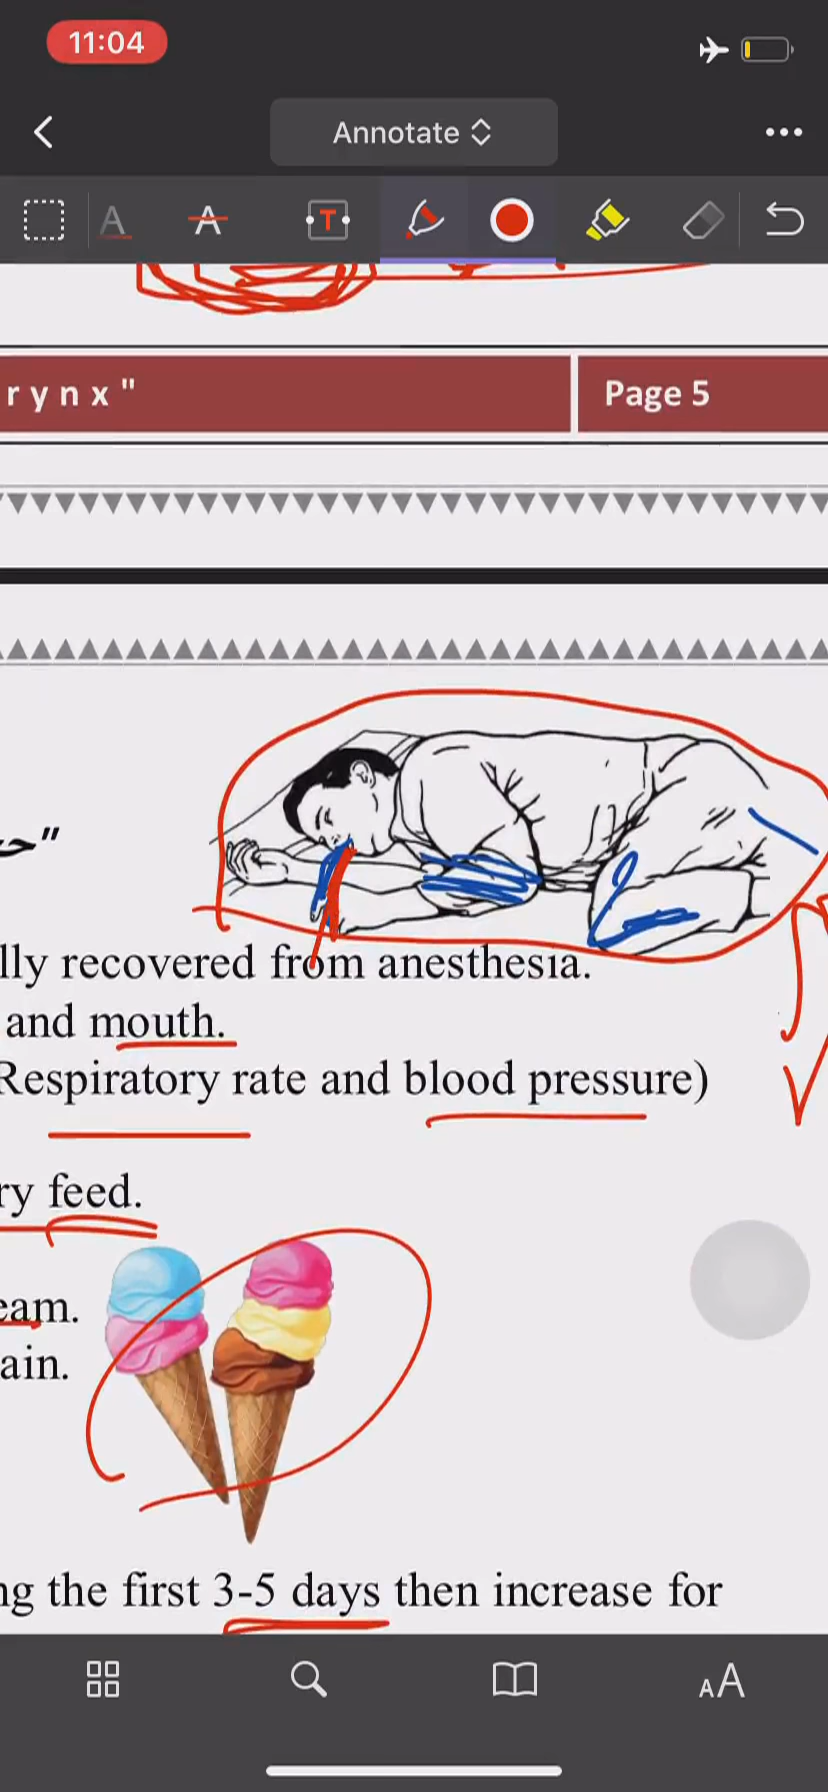 11:04
Annotate
A A T
rynx"
Page 5
"
lly recovered from anesthesia.
and mouth.
Respiratory rate and blood pressure)
ry feed.
eam.
ain.
ng the first 3-5 days then increase for
AA